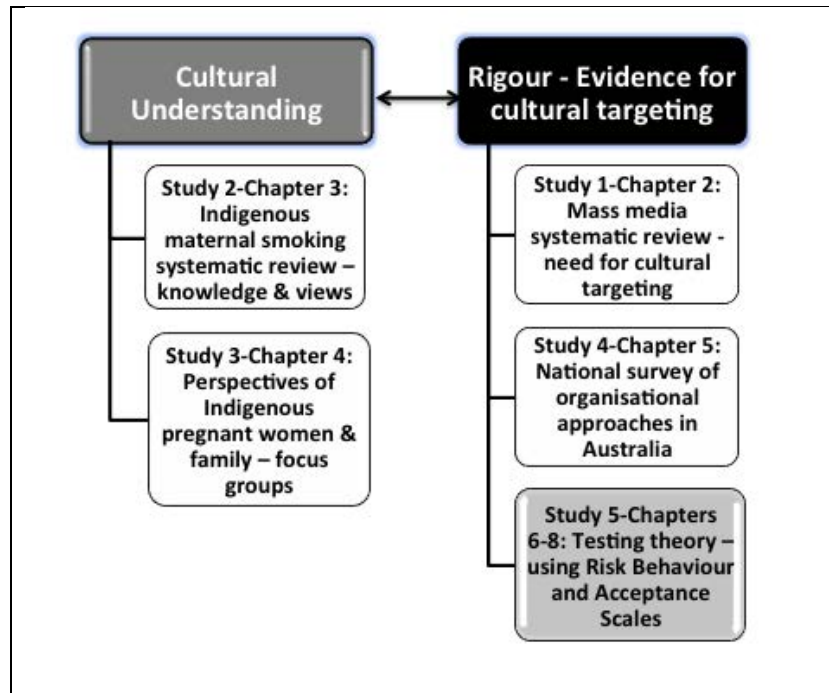 Cultural
Understanding
Rigour - Evidence for
cultural targeting
Study 2-Chapter 3:
Indigenous
maternal smoking
systematic review –
knowledge & views
Study 3-Chapter 4:
Perspectives of
Indigenous
pregnant women &
family – focus
groups
Study 1-Chapter 2:
Mass media
systematic review -
need for cultural
targeting
Study 4-Chapter 5:
National survey of
organisational
approaches in
Australia
Study 5-Chapters
6-8: Testing theory –
using Risk Behaviour
and Acceptance
Scales